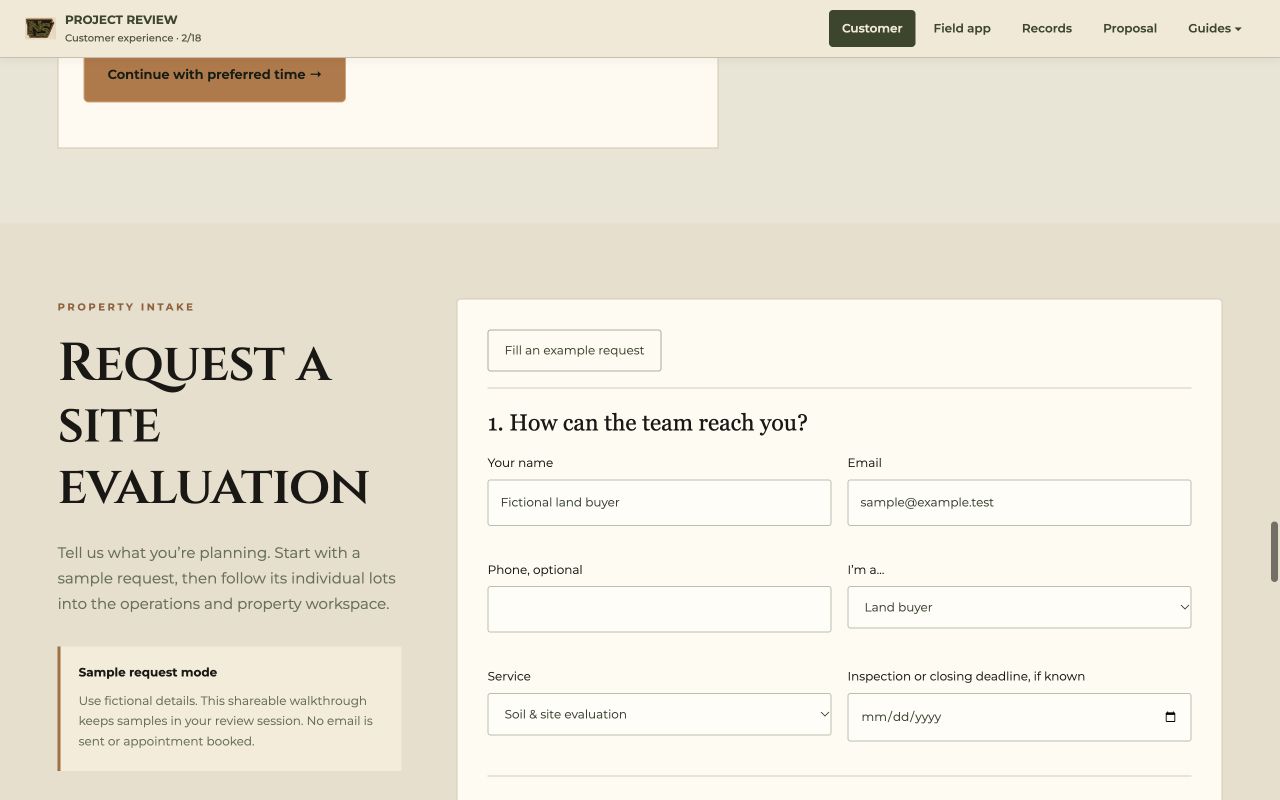 PROJECT REVIEW
Customer experience · 2/18
Customer
Field app
Records
Proposal
Guides
Continue with preferred time →
PROPERTY INTAKE
Request a
site
evaluation
Tell us what you’re planning. Start with a
sample request, then follow its individual lots
into the operations and property workspace.
Sample request mode
Use fictional details. This shareable walkthrough
keeps samples in your review session. No email is
sent or appointment booked.
Fill an example request
1. How can the team reach you?
Your name
Email
Fictional land buyer
sample@example.test
Phone, optional
I’m a...
Land buyer
Service
Inspection or closing deadline, if known
Soil & site evaluation
mm/dd/yyyy